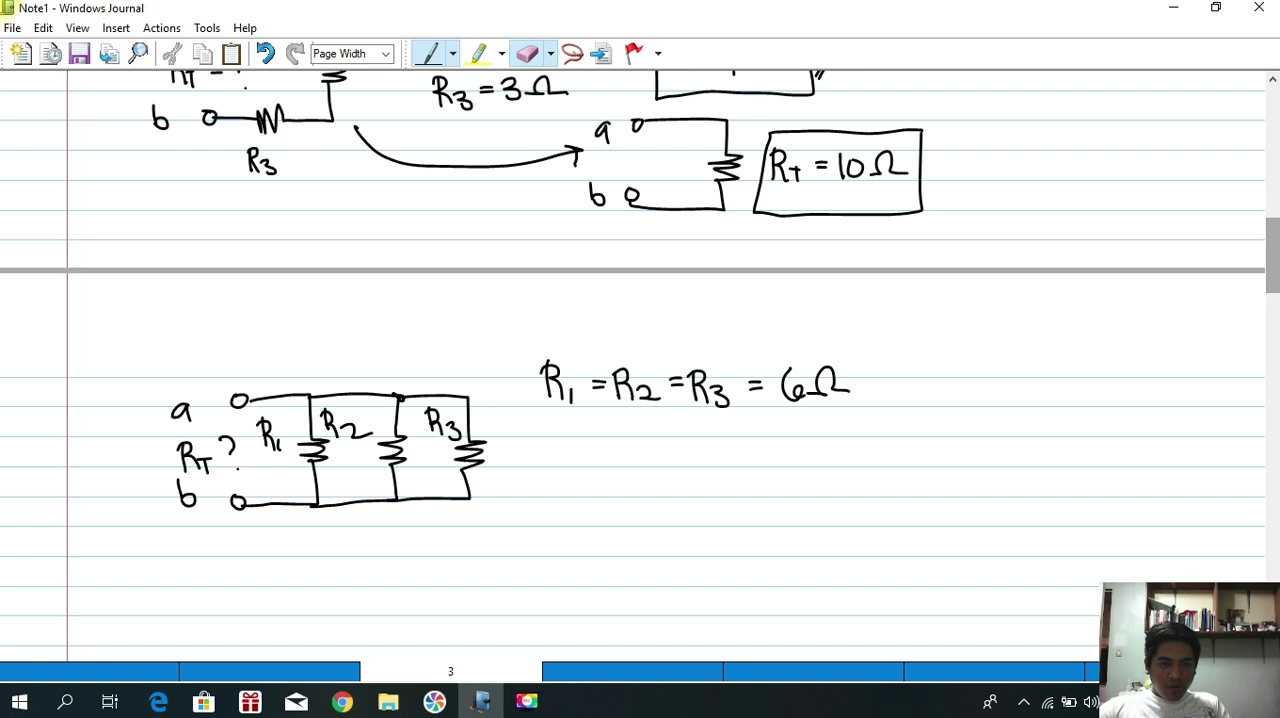 Note1 - Windows Journal
File Edit View Insert Actions Tools Help
Page Width
RT = ?
R3 = 3Ω
b
R3
a
b
RT = 10Ω
R1 = R2 = R3 = 6Ω
a
R1 R2 R3
RT ?
b
3